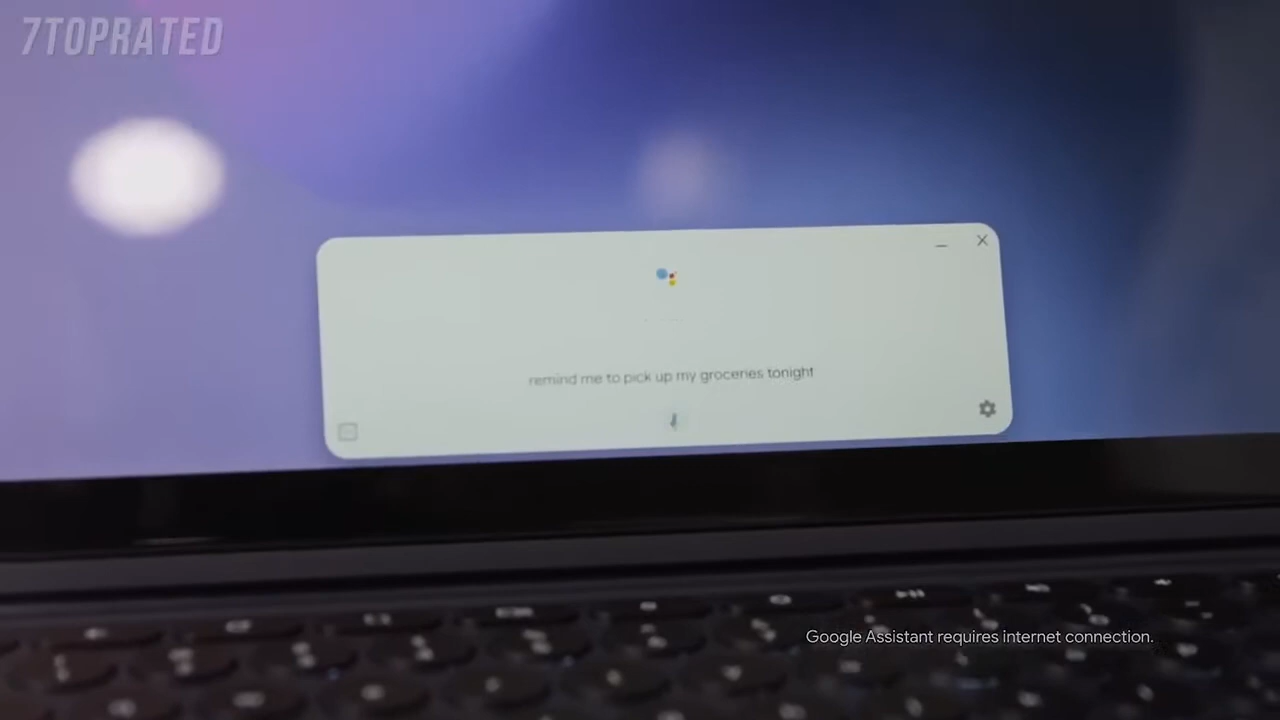 7TOPRATED
remind me to pick up my groceries tonight
Google Assistant requires internet connection.